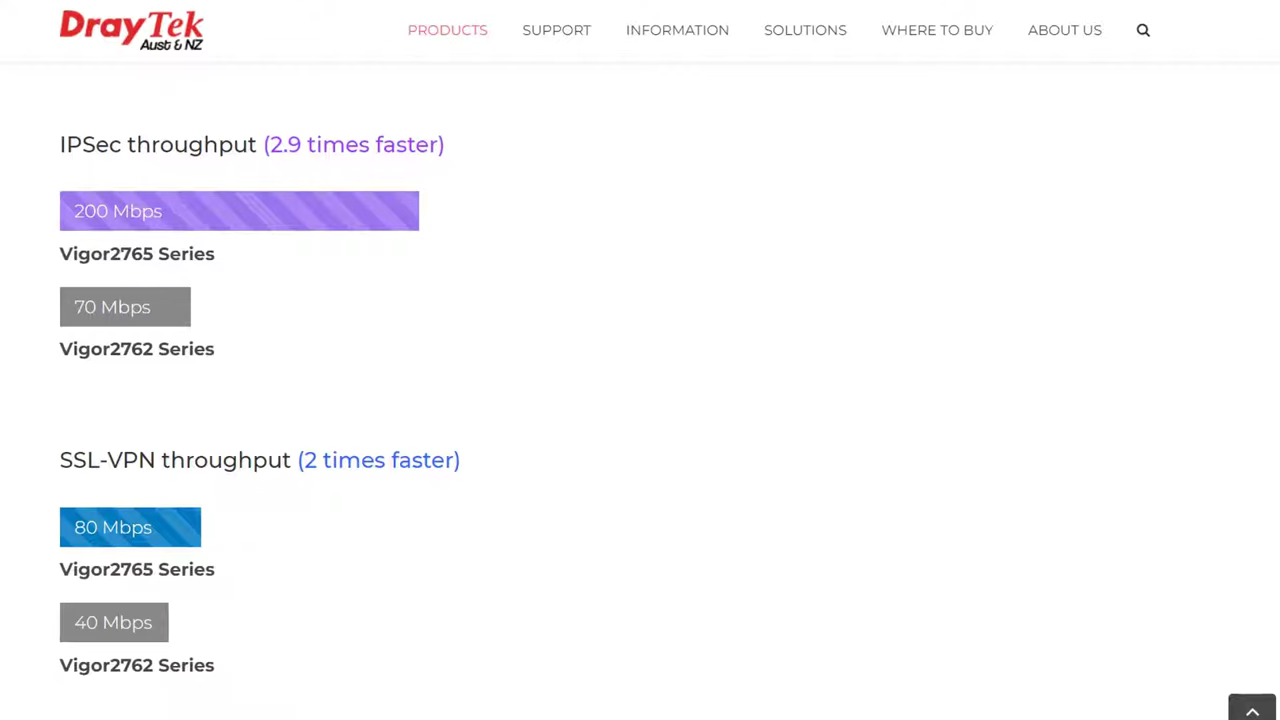 DrayTek
Aust & NZ
PRODUCTS SUPPORT INFORMATION SOLUTIONS WHERE TO BUY ABOUT US
IPSec throughput (2.9 times faster)
200 Mbps
Vigor2765 Series
70 Mbps
Vigor2762 Series
SSL-VPN throughput (2 times faster)
80 Mbps
Vigor2765 Series
40 Mbps
Vigor2762 Series